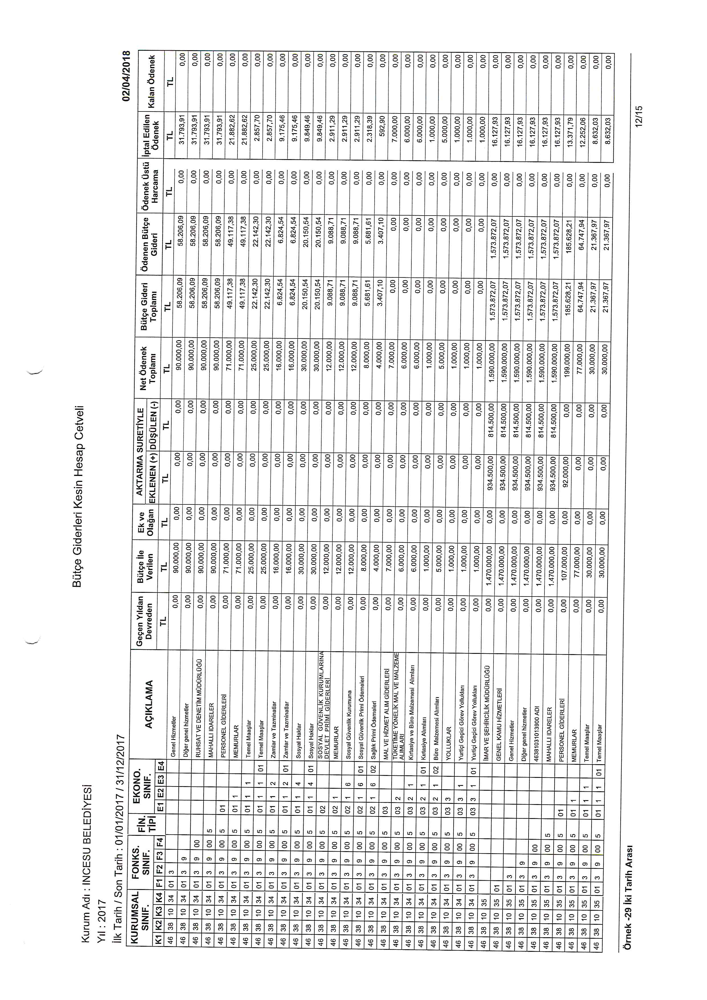 Bütçe Giderleri Kesin Hesap Cetveli
Kurum Adı : INCESU BELEDİYESİ
Yıl : 2017
İlk Tarih / Son Tarih : 01/01/2017 / 31/12/2017
02/04/2018
KURUMSAL SINIF. FONKS. SINIF. FİN. TİPİ EKONO. SINIF. AÇIKLAMA Geçen Yıldan Devreden Bütçe İle Verilen Ek ve Olağan AKTARMA SURETİYLE Net Ödenek Toplamı Bütçe Gideri Toplamı Ödenen Bütçe Gideri Ödenek Üstü Harcama İptal Edilen Ödenek Kalan Ödenek
EKLENEN (+) DÜŞÜLEN (-)
K1 K2 K3 K4 F1 F2 F3 F4 E1 E2 E3 E4 TL TL TL TL TL TL TL TL TL TL TL
46 38 10 34 01 3 Genel Hizmetler 0,00 90.000,00 0,00 0,00 0,00 90.000,00 58.206,09 58.206,09 0,00 31.793,91 0,00
46 38 10 34 01 3 9 Diğer genel hizmetler 0,00 90.000,00 0,00 0,00 0,00 90.000,00 58.206,09 58.206,09 0,00 31.793,91 0,00
46 38 10 34 01 3 9 00 RUHSAT VE DENETİM MÜDÜRLÜĞÜ 0,00 90.000,00 0,00 0,00 0,00 90.000,00 58.206,09 58.206,09 0,00 31.793,91 0,00
46 38 10 34 01 3 9 00 5 MAHALLI IDARELER 0,00 90.000,00 0,00 0,00 0,00 90.000,00 58.206,09 58.206,09 0,00 31.793,91 0,00
46 38 10 34 01 3 9 00 5 01 PERSONEL GİDERLERİ 0,00 71.000,00 0,00 0,00 0,00 71.000,00 49.117,38 49.117,38 0,00 21.882,62 0,00
46 38 10 34 01 3 9 00 5 01 1 MEMURLAR 0,00 71.000,00 0,00 0,00 0,00 71.000,00 49.117,38 49.117,38 0,00 21.882,62 0,00
46 38 10 34 01 3 9 00 5 01 1 1 Temel Maaşlar 0,00 25.000,00 0,00 0,00 0,00 25.000,00 22.142,30 22.142,30 0,00 2.857,70 0,00
46 38 10 34 01 3 9 00 5 01 1 1 01 Temel Maaşlar 0,00 25.000,00 0,00 0,00 0,00 25.000,00 22.142,30 22.142,30 0,00 2.857,70 0,00
46 38 10 34 01 3 9 00 5 01 1 2 Zamlar ve Tazminatlar 0,00 16.000,00 0,00 0,00 0,00 16.000,00 6.824,54 6.824,54 0,00 9.175,46 0,00
46 38 10 34 01 3 9 00 5 01 1 2 01 Zamlar ve Tazminatlar 0,00 16.000,00 0,00 0,00 0,00 16.000,00 6.824,54 6.824,54 0,00 9.175,46 0,00
46 38 10 34 01 3 9 00 5 01 1 4 Sosyal Haklar 0,00 30.000,00 0,00 0,00 0,00 30.000,00 20.150,54 20.150,54 0,00 9.849,46 0,00
46 38 10 34 01 3 9 00 5 01 1 4 01 Sosyal Haklar 0,00 30.000,00 0,00 0,00 0,00 30.000,00 20.150,54 20.150,54 0,00 9.849,46 0,00
46 38 10 34 01 3 9 00 5 02 SOSYAL GÜVENLİK KURUMLARINA DEVLET PRİMİ GİDERLERİ 0,00 12.000,00 0,00 0,00 0,00 12.000,00 9.088,71 9.088,71 0,00 2.911,29 0,00
46 38 10 34 01 3 9 00 5 02 1 MEMURLAR 0,00 12.000,00 0,00 0,00 0,00 12.000,00 9.088,71 9.088,71 0,00 2.911,29 0,00
46 38 10 34 01 3 9 00 5 02 1 6 Sosyal Güvenlik Kurumuna 0,00 12.000,00 0,00 0,00 0,00 12.000,00 9.088,71 9.088,71 0,00 2.911,29 0,00
46 38 10 34 01 3 9 00 5 02 1 6 01 Sosyal Güvenlik Primi Ödemeleri 0,00 8.000,00 0,00 0,00 0,00 8.000,00 5.681,61 5.681,61 0,00 2.318,39 0,00
46 38 10 34 01 3 9 00 5 02 1 6 02 Sağlık Primi Ödemeleri 0,00 4.000,00 0,00 0,00 0,00 4.000,00 3.407,10 3.407,10 0,00 592,90 0,00
46 38 10 34 01 3 9 00 5 03 MAL VE HİZMET ALIM GİDERLERİ 0,00 7.000,00 0,00 0,00 0,00 7.000,00 0,00 0,00 0,00 7.000,00 0,00
46 38 10 34 01 3 9 00 5 03 2 TÜKETİME YÖNELİK MAL VE MALZEME ALIMLARI 0,00 6.000,00 0,00 0,00 0,00 6.000,00 0,00 0,00 0,00 6.000,00 0,00
46 38 10 34 01 3 9 00 5 03 2 1 Kırtasiye ve Büro Malzemesi Alımları 0,00 6.000,00 0,00 0,00 0,00 6.000,00 0,00 0,00 0,00 6.000,00 0,00
46 38 10 34 01 3 9 00 5 03 2 1 01 Kırtasiye Alımları 0,00 1.000,00 0,00 0,00 0,00 1.000,00 0,00 0,00 0,00 1.000,00 0,00
46 38 10 34 01 3 9 00 5 03 2 1 02 Büro Malzemesi Alımları 0,00 5.000,00 0,00 0,00 0,00 5.000,00 0,00 0,00 0,00 5.000,00 0,00
46 38 10 34 01 3 9 00 5 03 3 YOLLUKLAR 0,00 1.000,00 0,00 0,00 0,00 1.000,00 0,00 0,00 0,00 1.000,00 0,00
46 38 10 34 01 3 9 00 5 03 3 1 Yurtiçi Geçici Görev Yollukları 0,00 1.000,00 0,00 0,00 0,00 1.000,00 0,00 0,00 0,00 1.000,00 0,00
46 38 10 34 01 3 9 00 5 03 3 1 01 Yurtiçi Geçici Görev Yollukları 0,00 1.000,00 0,00 0,00 0,00 1.000,00 0,00 0,00 0,00 1.000,00 0,00
46 38 10 35 İMAR VE ŞEHİRCİLİK MÜDÜRLÜĞÜ 0,00 1.470.000,00 0,00 934.500,00 814.500,00 1.590.000,00 1.573.872,07 1.573.872,07 0,00 16.127,93 0,00
46 38 10 35 01 GENEL KAMU HİZMETLERİ 0,00 1.470.000,00 0,00 934.500,00 814.500,00 1.590.000,00 1.573.872,07 1.573.872,07 0,00 16.127,93 0,00
46 38 10 35 01 3 Genel Hizmetler 0,00 1.470.000,00 0,00 934.500,00 814.500,00 1.590.000,00 1.573.872,07 1.573.872,07 0,00 16.127,93 0,00
46 38 10 35 01 3 9 Diğer genel hizmetler 0,00 1.470.000,00 0,00 934.500,00 814.500,00 1.590.000,00 1.573.872,07 1.573.872,07 0,00 16.127,93 0,00
46 38 10 35 01 3 9 00 46381031013900 ADI 0,00 1.470.000,00 0,00 934.500,00 814.500,00 1.590.000,00 1.573.872,07 1.573.872,07 0,00 16.127,93 0,00
46 38 10 35 01 3 9 00 5 MAHALLI IDARELER 0,00 1.470.000,00 0,00 934.500,00 814.500,00 1.590.000,00 1.573.872,07 1.573.872,07 0,00 16.127,93 0,00
46 38 10 35 01 3 9 00 5 01 PERSONEL GİDERLERİ 0,00 107.000,00 0,00 92.000,00 0,00 199.000,00 185.628,21 185.628,21 0,00 13.371,79 0,00
46 38 10 35 01 3 9 00 5 01 1 MEMURLAR 0,00 77.000,00 0,00 0,00 0,00 77.000,00 64.747,94 64.747,94 0,00 12.252,06 0,00
46 38 10 35 01 3 9 00 5 01 1 1 Temel Maaşlar 0,00 30.000,00 0,00 0,00 0,00 30.000,00 21.367,97 21.367,97 0,00 8.632,03 0,00
46 38 10 35 01 3 9 00 5 01 1 1 01 Temel Maaşlar 0,00 30.000,00 0,00 0,00 0,00 30.000,00 21.367,97 21.367,97 0,00 8.632,03 0,00
Örnek -29 İki Tarih Arası
12/15